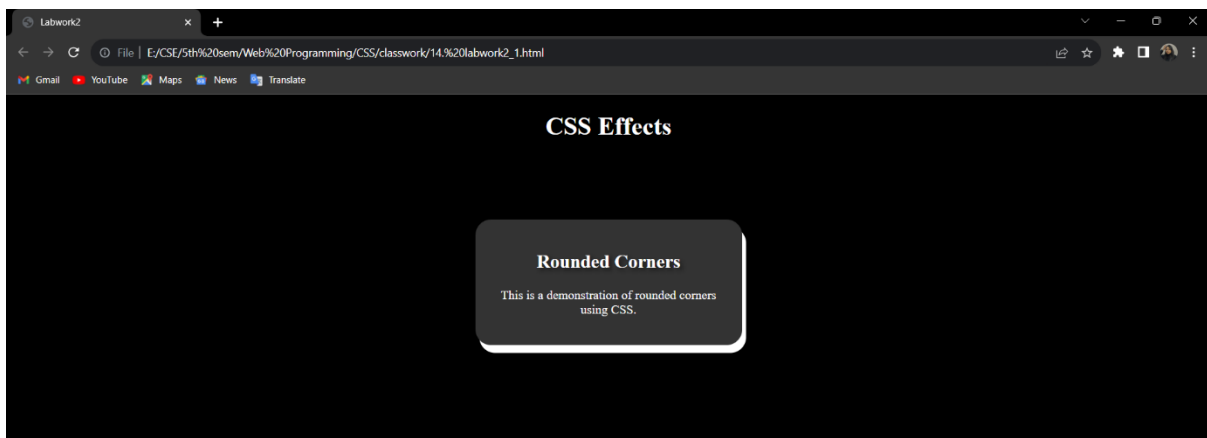 Labwork2
File E:/CSE/5th%20sem/Web%20Programming/CSS/classwork/14.%20labwork2_1.html
Gmail YouTube Maps News Translate
CSS Effects
Rounded Corners
This is a demonstration of rounded corners
using CSS.